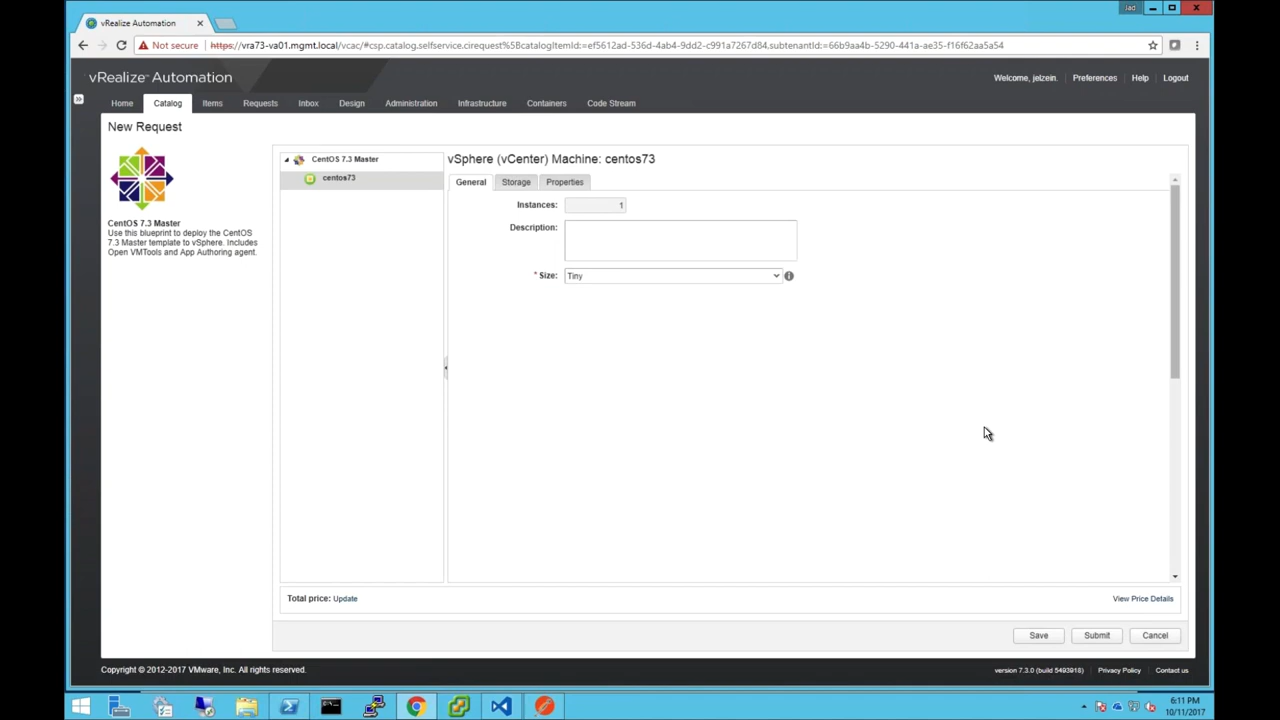 Jad
vRealize Automation
Not secure
https://vra73-va01.mgmt.local/vcac/#csp.catalog.selfservice.cirequest%5BcatalogItemId:=ef5612ad-536d-4ab4-9dd2-c991a7267d84,subtenantId:=66b9aa4b-5290-441a-ae35-f16f62aa5a54
vRealize™ Automation
Welcome, jelzein.
Preferences
Help
Logout
Home
Catalog
Items
Requests
Inbox
Design
Administration
Infrastructure
Containers
Code Stream
New Request
CentOS 7.3 Master
Use this blueprint to deploy the CentOS
7.3 Master template to vSphere. Includes
Open VMTools and App Authoring agent.
CentOS 7.3 Master
centos73
vSphere (vCenter) Machine: centos73
General
Storage
Properties
Instances:
1
Description:
* Size:
Tiny
Total price: Update
View Price Details
Save
Submit
Cancel
Copyright © 2012-2017 VMware, Inc. All rights reserved.
version 7.3.0 (build 5493918)
Privacy Policy
Contact us
6:11 PM
10/11/2017